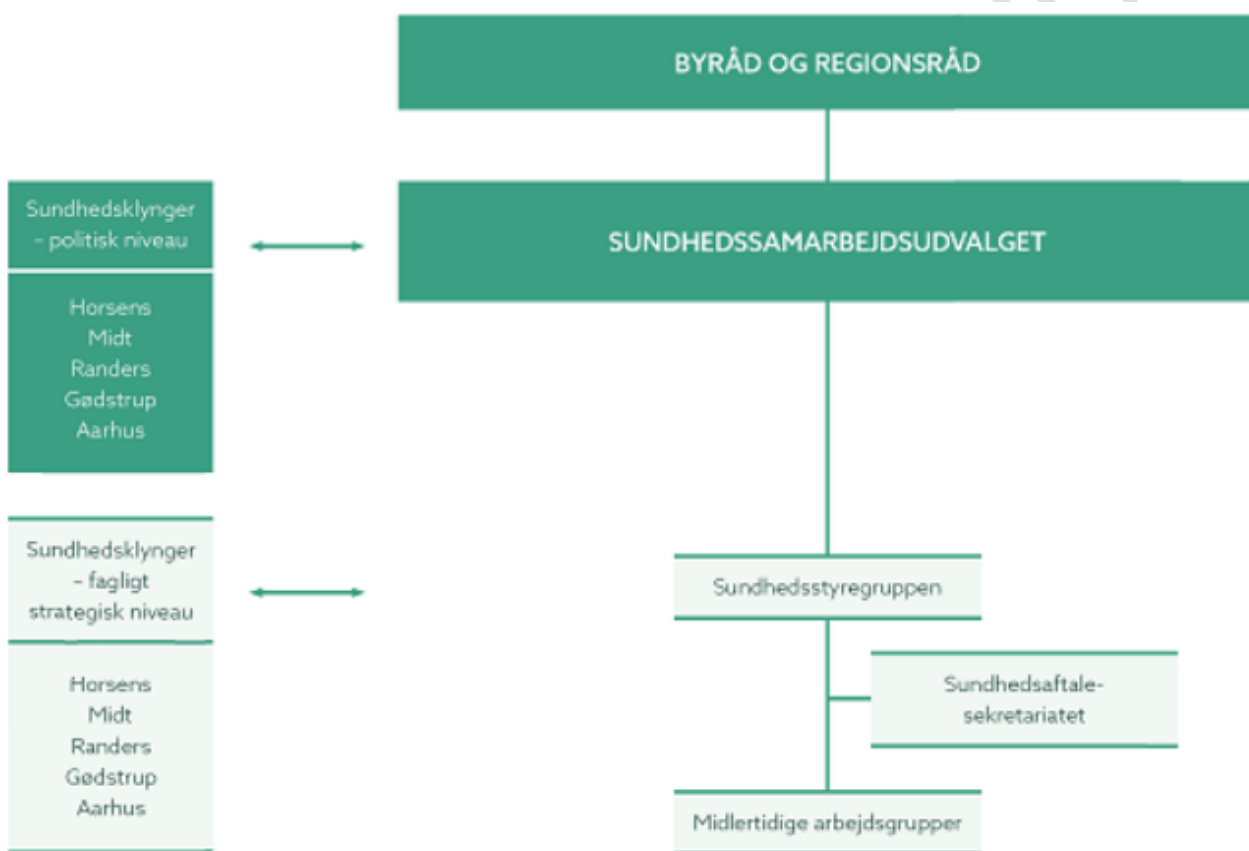 BYRÅD OG REGIONSRÅD
Sundhedsklynger
– politisk niveau
SUNDHEDSSAMARBEJDSUDVALGET
Horsens
Midt
Randers
Gødstrup
Aarhus
Sundhedsklynger
– fagligt
strategisk niveau
Sundhedsstyregruppen
Horsens
Midt
Randers
Gødstrup
Aarhus
Sundhedsaftale-
sekretariatet
Midlertidige arbejdsgrupper